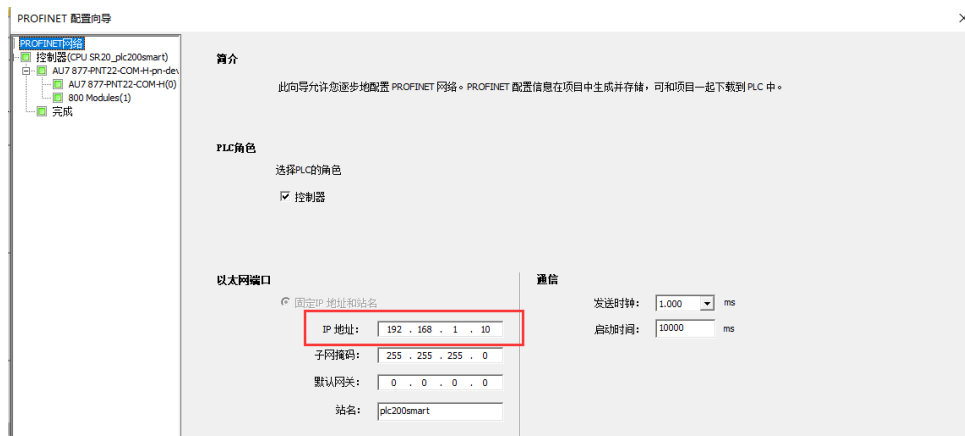 PROFINET 配置向导
PROFINET网络
控制器(CPU SR20_plc200smart)
AU7 877-PNT22-COM-H-pn-dev
AU7 877-PNT22-COM-H(0)
800 Modules(1)
完成
简介
此向导允许您逐步地配置 PROFINET 网络。PROFINET 配置信息在项目中生成并存储，可和项目一起下载到 PLC 中。
PLC角色
选择PLC的角色
控制器
以太网端口
固定IP 地址和站名
IP 地址: 192 . 168 . 1 . 10
子网掩码: 255 . 255 . 255 . 0
默认网关: 0 . 0 . 0 . 0
站名: plc200smart
通信
发送时钟: 1.000 ms
启动时间: 10000 ms